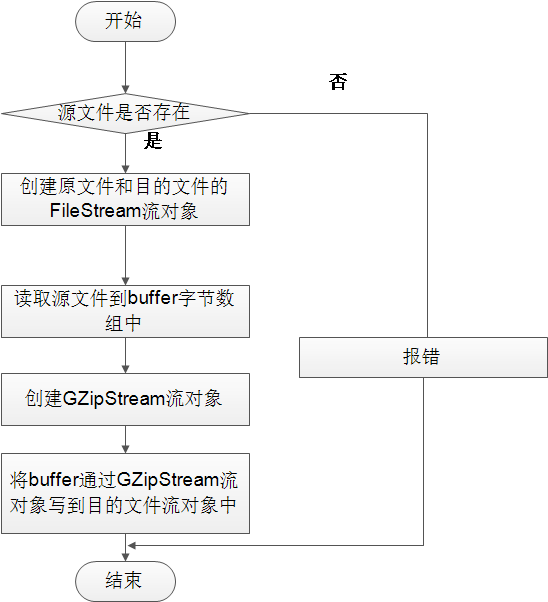 开始
否
源文件是否存在
是
创建原文件和目的文件的
FileStream流对象
读取源文件到buffer字节数
组中
报错
创建GZipStream流对象
将buffer通过GZipStream流
对象写到目的文件流对象中
结束